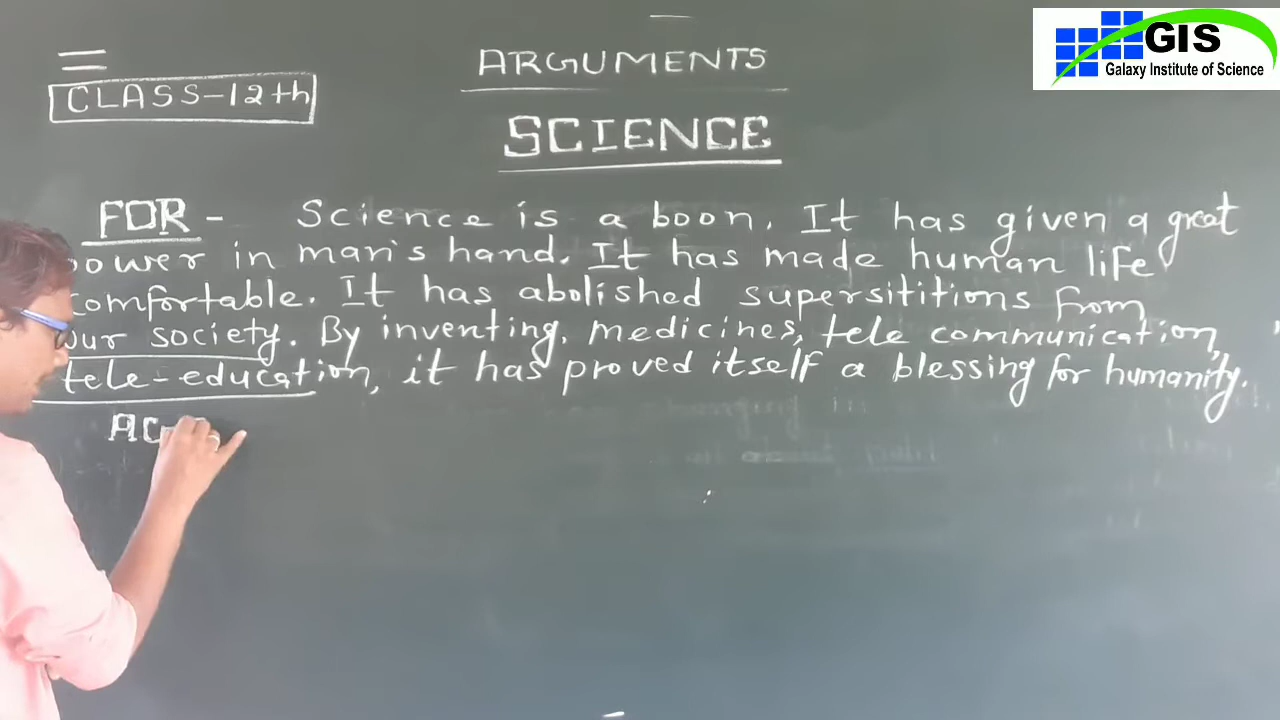 ARGUMENTS
GIS
Galaxy Institute of Science
CLASS-12th
SCIENCE
FOR - Science is a boon. It has given a great
power in man's hand. It has made human life
comfortable. It has abolished supersititions from
our society. By inventing, medicines, tele communication,
tele-education, it has proved itself a blessing for humanity.